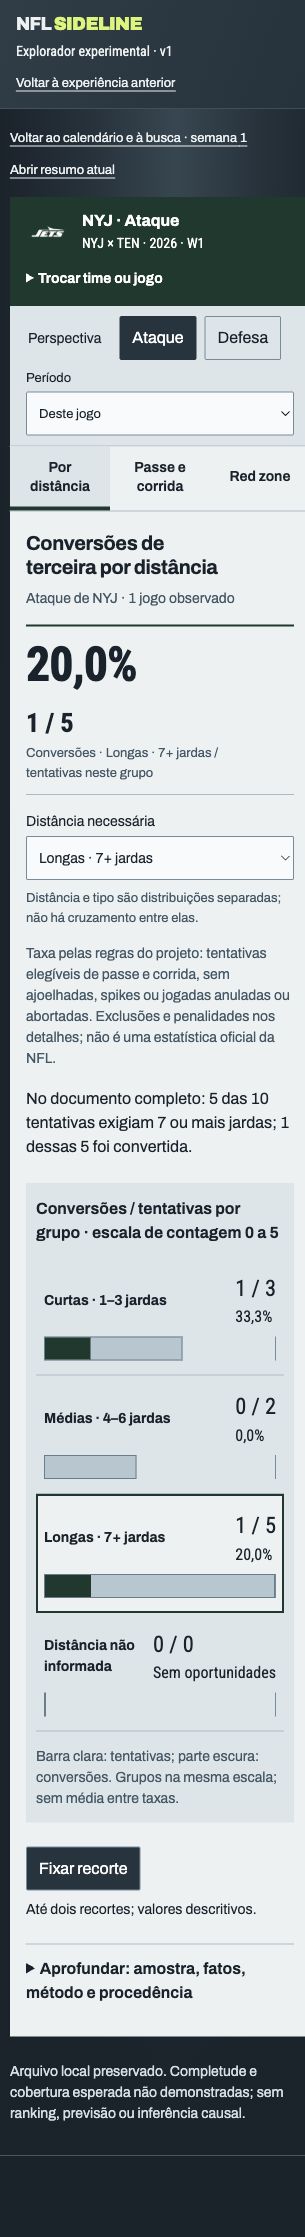 NFL SIDELINE
Explorador experimental · v1
Voltar à experiência anterior
Voltar ao calendário e à busca · semana 1
Abrir resumo atual
JETS
NYJ · Ataque
NYJ × TEN · 2026 · W1
▶ Trocar time ou jogo
Perspectiva Ataque Defesa
Período
Deste jogo
Por
distância
Passe e
corrida
Red zone
Conversões de
terceira por distância
Ataque de NYJ · 1 jogo observado
20,0%
1 / 5
Conversões · Longas · 7+ jardas /
tentativas neste grupo
Distância necessária
Longas · 7+ jardas
Distância e tipo são distribuições separadas;
não há cruzamento entre elas.
Taxa pelas regras do projeto: tentativas
elegíveis de passe e corrida, sem
ajoelhadas, spikes ou jogadas anuladas ou
abortadas. Exclusões e penalidades nos
detalhes; não é uma estatística oficial da
NFL.
No documento completo: 5 das 10
tentativas exigiam 7 ou mais jardas; 1
dessas 5 foi convertida.
Conversões / tentativas por
grupo · escala de contagem 0 a 5
Curtas · 1–3 jardas
1 / 3
33,3%
Médias · 4–6 jardas
0 / 2
0,0%
Longas · 7+ jardas
1 / 5
20,0%
Distância não
informada
0 / 0
Sem oportunidades
Barra clara: tentativas; parte escura:
conversões. Grupos na mesma escala;
sem média entre taxas.
Fixar recorte
Até dois recortes; valores descritivos.
▶ Aprofundar: amostra, fatos,
método e procedência
Arquivo local preservado. Completude e
cobertura esperada não demonstradas; sem
ranking, previsão ou inferência causal.